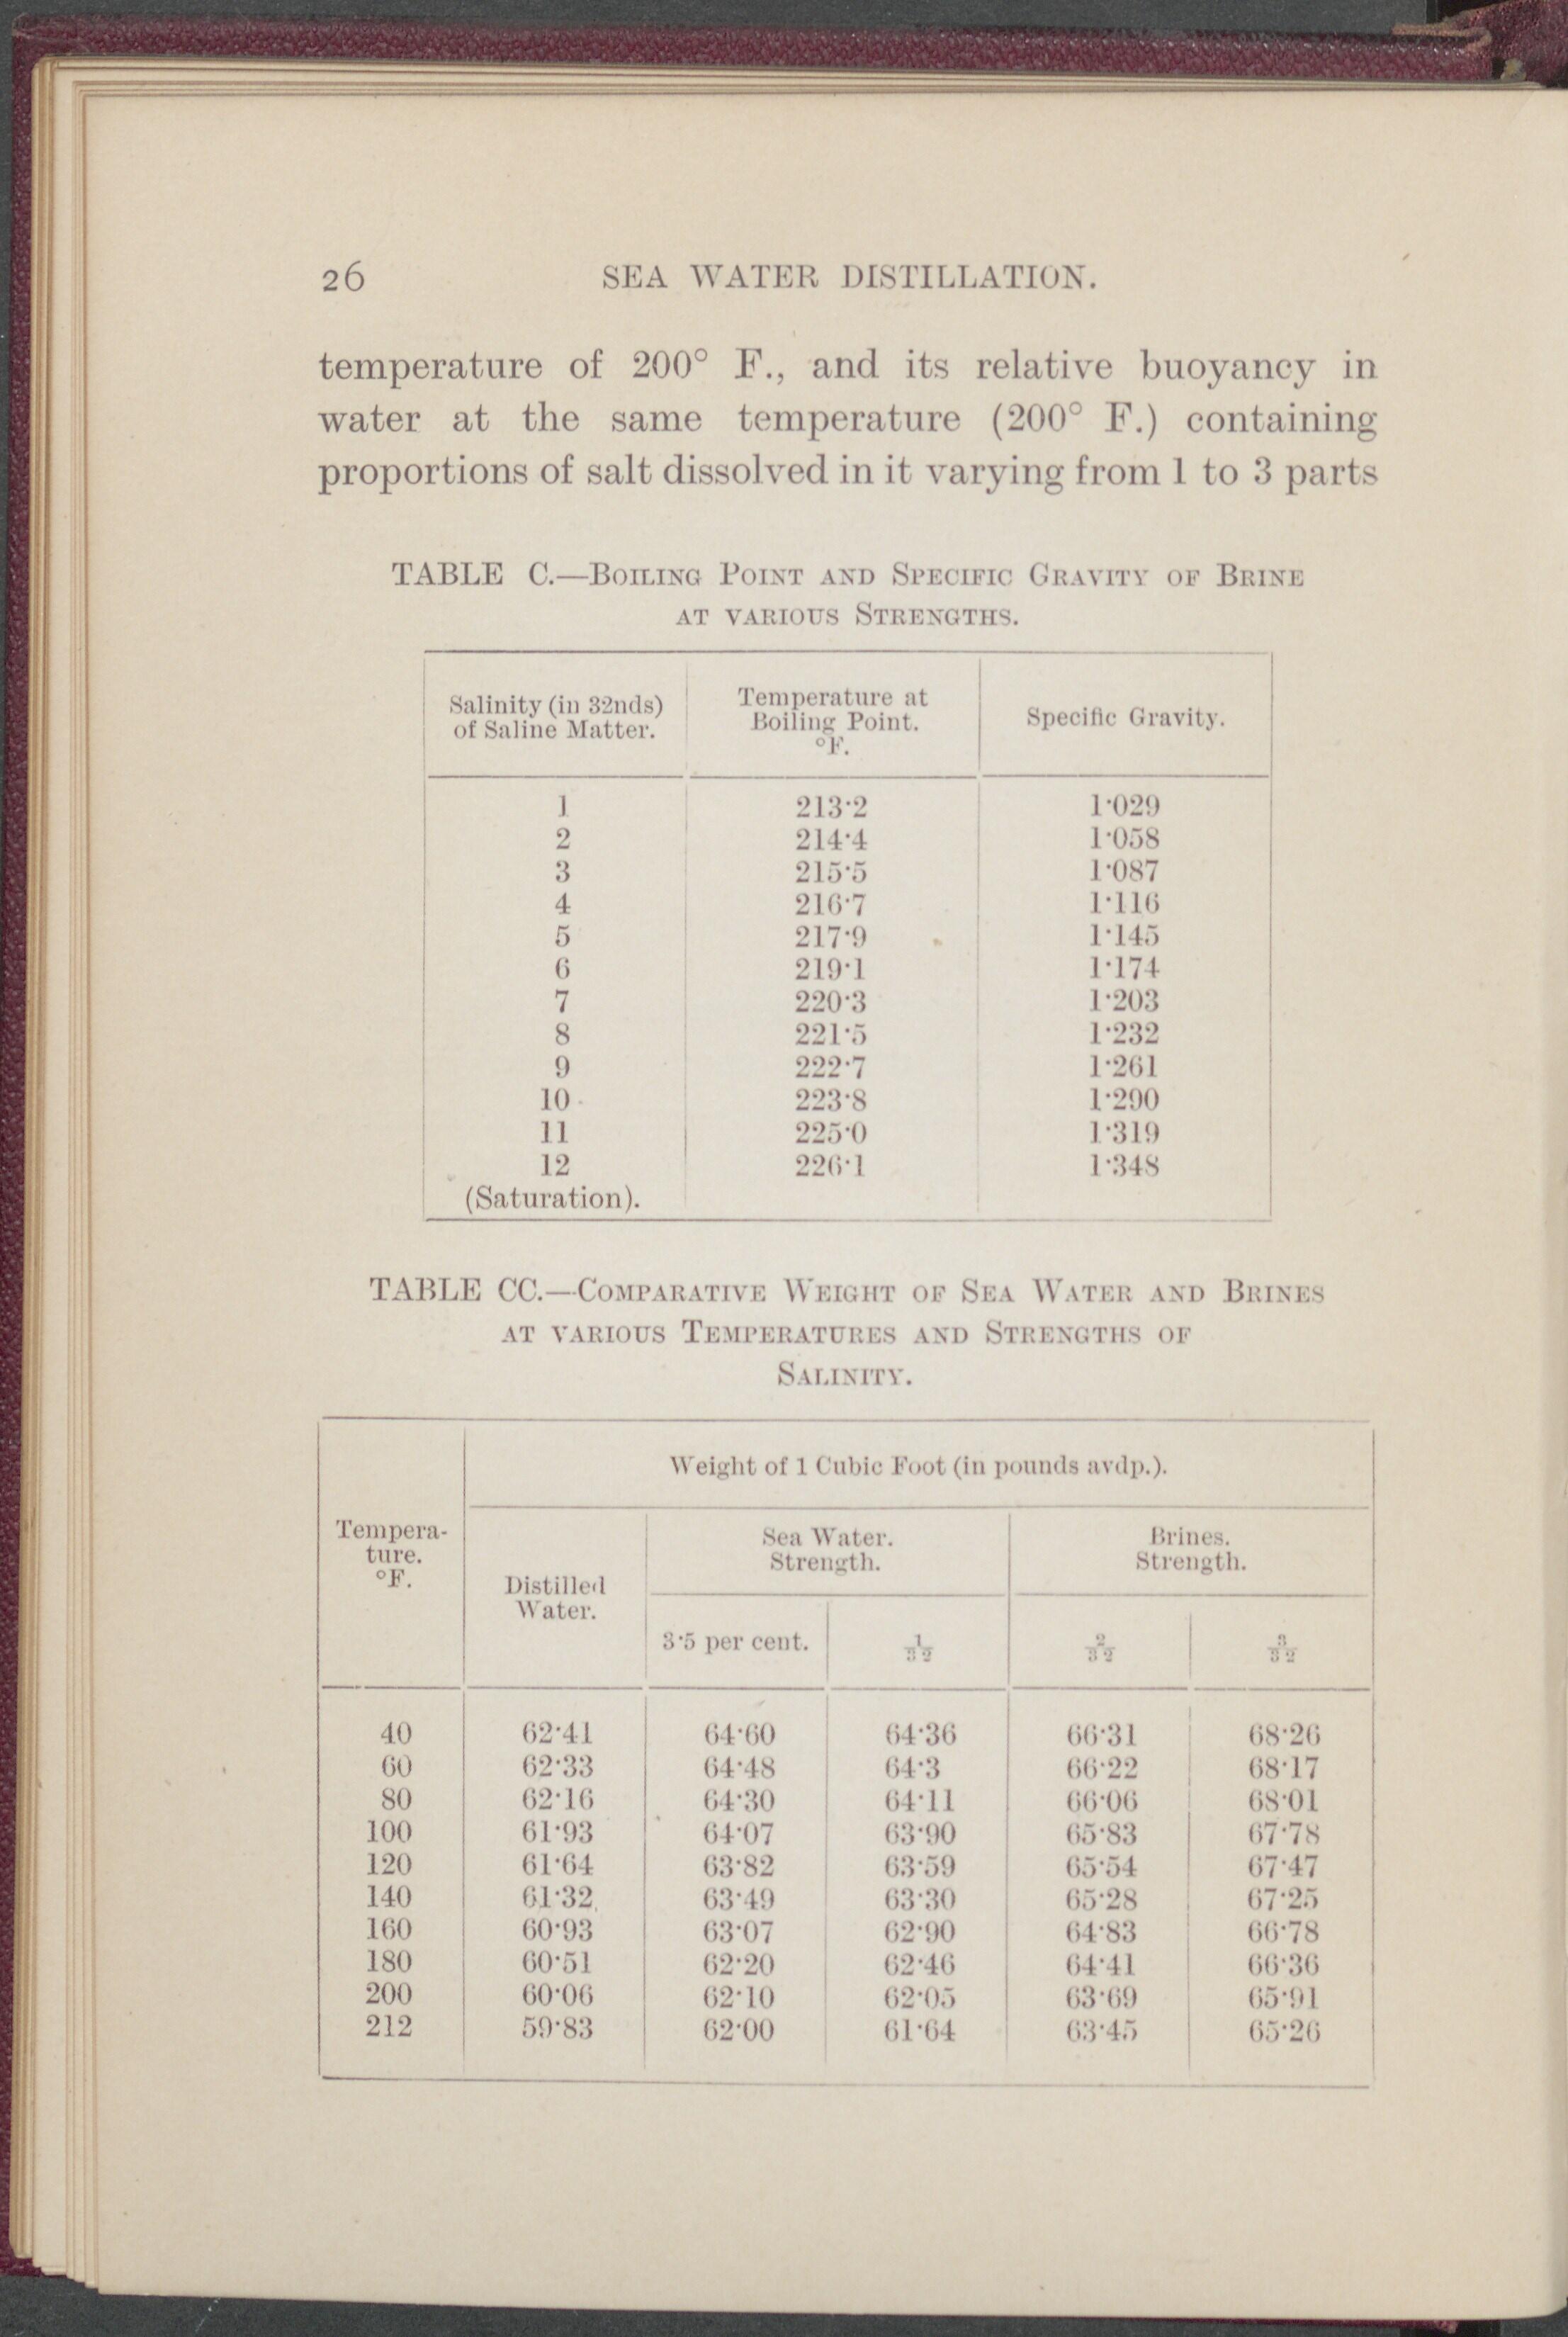 26 SEA WATER DISTILLATION.
temperature of 200° F., and its relative buoyancy in
water at the same temperature (200° F.) containing
proportions of salt dissolved in it varying from 1 to 3 parts
TABLE C.—Boiling Point and Specific Gravity of Brine
at various Strengths.
Salinity (in 32nds) of Saline Matter. Temperature at Boiling Point. °F. Specific Gravity.
1 213·2 1·029
2 214·4 1·058
3 215·5 1·087
4 216·7 1·116
5 217·9 1·145
6 219·1 1·174
7 220·3 1·203
8 221·5 1·232
9 222·7 1·261
10 223·8 1·290
11 225·0 1·319
12 226·1 1·348
(Saturation).
TABLE CC.—Comparative Weight of Sea Water and Brines
at various Temperatures and Strengths of
Salinity.
Tempera-
ture.
°F.
Weight of 1 Cubic Foot (in pounds avdp.).
Distilled
Water.
Sea Water.
Strength.
Brines.
Strength.
3·5 per cent. 1/32 2/32 3/32
40 62·41 64·60 64·36 66·31 68·26
60 62·33 64·48 64·3 66·22 68·17
80 62·16 64·30 64·11 66·06 68·01
100 61·93 64·07 63·90 65·83 67·78
120 61·64 63·82 63·59 65·54 67·47
140 61·32 63·49 63·30 65·28 67·25
160 60·93 63·07 62·90 64·83 66·78
180 60·51 62·20 62·46 64·41 66·36
200 60·06 62·10 62·05 63·69 65·91
212 59·83 62·00 61·64 63·45 65·26